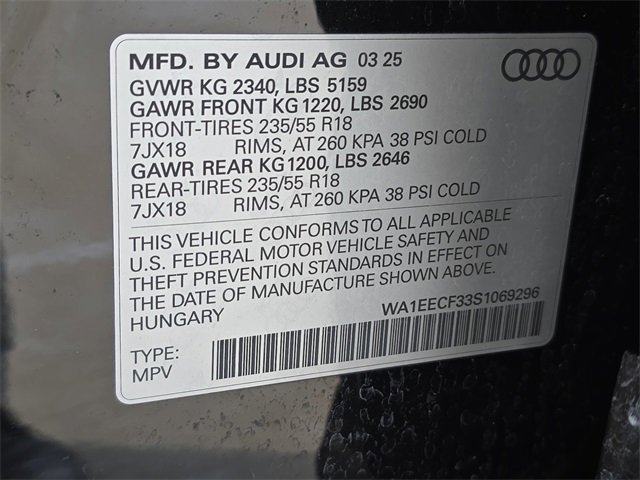 MFD. BY AUDI AG 03 25
GVWR KG 2340, LBS 5159
GAWR FRONT KG 1220, LBS 2690
FRONT-TIRES 235/55 R18
7JX18 RIMS, AT 260 KPA 38 PSI COLD
GAWR REAR KG 1200, LBS 2646
REAR-TIRES 235/55 R18
7JX18 RIMS, AT 260 KPA 38 PSI COLD
THIS VEHICLE CONFORMS TO ALL APPLICABLE
U.S. FEDERAL MOTOR VEHICLE SAFETY AND
THEFT PREVENTION STANDARDS IN EFFECT ON
THE DATE OF MANUFACTURE SHOWN ABOVE.
HUNGARY
WA1EECF33S1069296
TYPE:
MPV